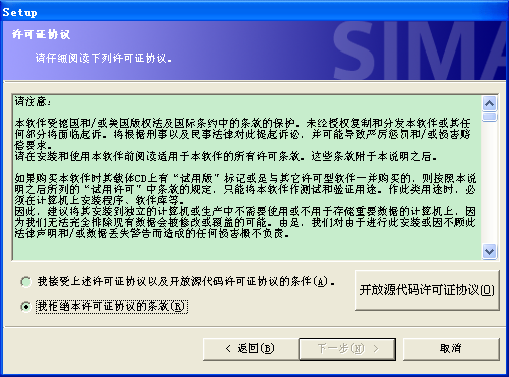 Setup
许可证协议
请仔细阅读下列许可证协议。
SIMA
请注意：
本软件受德国和/或美国版权法及国际条约中的条款的保护。未经授权复制和分发本软件或其任
何部分将面临起诉。将根据刑事以及民事法律对此提起诉讼，并可能导致严厉惩罚和/或损害赔
偿要求。
请在安装和使用本软件前阅读适用于本软件的所有许可条款。这些条款附于本说明之后。
如果购买本软件时其载体CD上有“试用版”标记或是与其它许可型软件一并购买的，则按照本说
明之后所列的“试用许可”中条款的规定，只能将本软件作测试和验证用途。作此类用途时，必
须在计算机上安装程序、软件库等。
因此，建议将其安装到独立的计算机或生产中不需要使用或不用于存储重要数据的计算机上，因
为我们无法完全排除现有数据会被修改或覆盖的可能。由是，我们对由于进行此安装或因不顾此
法律声明和/或数据丢失警告而造成的任何损害概不负责。
我接受上述许可证协议以及开放源代码许可证协议的条件(A)。
我拒绝本许可证协议的条款(R)
开放源代码许可证协议(O)
< 返回(B)
下一步(N) >
取消